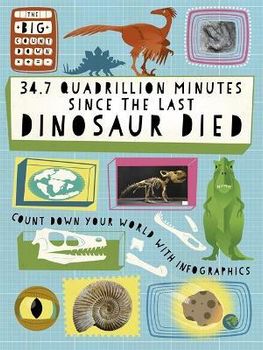 THE
BIG
COUNT
DOWN
34.7 QUADRILLION MINUTES
SINCE THE LAST
DINOSAUR DIED
COUNT DOWN YOUR WORLD WITH INFOGRAPHICS